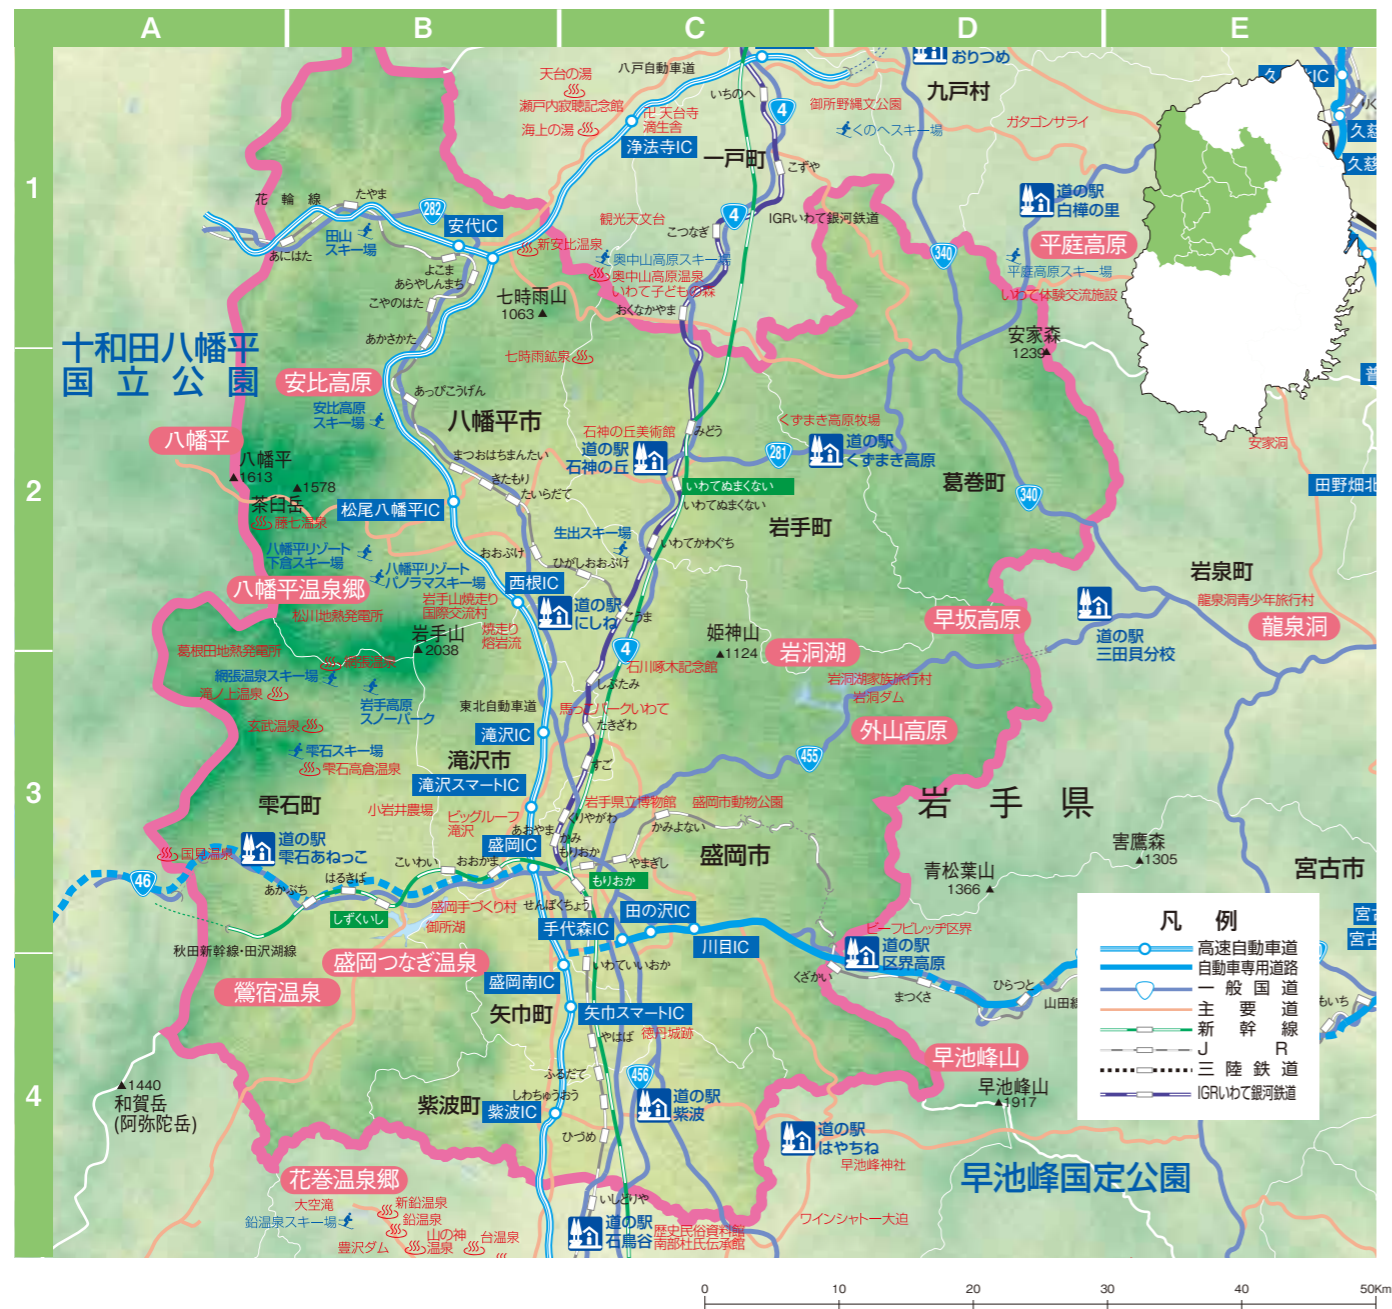 A
B
C
D
E
1
2
3
4
天台の湯
八戸自動車道
瀬戸内寂聴記念館
海上の湯
天台寺
滴生舎
浄法寺IC
いちのへ
4
御所野縄文公園
くのへスキー場
おりつめ
九戸村
ガタゴンサライ
一戸町
こずや
IGRいわて銀河鉄道
4
こつなぎ
観光天文台
奥中山高原スキー場
奥中山高原温泉
いわて子どもの森
おくなかやま
道の駅
白樺の里
340
平庭高原
平庭高原スキー場
いわて体験交流施設
安家森
1239
花輪線
たやま
282
安代IC
田山
スキー場
あにはた
よこま
あらやしんまち
こやのはた
あかさかた
新安比温泉
七時雨山
1063
七時雨鉱泉
十和田八幡平
国立公園
安比高原
安比高原
スキー場
あっぴこうげん
八幡平市
八幡平
八幡平
1613
1578
茶臼岳
藤七温泉
松尾八幡平IC
まつおはちまんたい
きたもり
たいらだて
おおぶけ
ひがしおおぶけ
八幡平リゾート
下倉スキー場
八幡平リゾート
パノラマスキー場
八幡平温泉郷
松川地熱発電所
岩手山焼走り
国際交流村
焼走り
熔岩流
西根IC
道の駅
にしね
岩手山
2038
石神の丘美術館
道の駅
石神の丘
みどう
281
くずまき高原牧場
道の駅
くずまき高原
葛巻町
340
いわてぬまくない
いわてぬまくない
岩手町
生出スキー場
いわてかわぐち
こうま
4
石川啄木記念館
しぶたみ
姫神山
1124
岩洞湖
早坂高原
岩洞湖家族旅行村
岩洞ダム
外山高原
455
安家洞
田野畑北
岩泉町
龍泉洞青少年旅行村
龍泉洞
道の駅
三田貝分校
葛根田地熱発電所
網張温泉
網張温泉スキー場
滝ノ上温泉
岩手高原
スノーパーク
玄武温泉
雫石スキー場
雫石高倉温泉
雫石町
東北自動車道
滝沢IC
滝沢市
滝沢スマートIC
小岩井農場
ビッグルーフ
滝沢
馬っこパークいわて
たきざわ
すご
岩手県立博物館
盛岡市動物公園
くりやがわ
かみよない
あおやま
盛岡IC
かみ
もりおか
もりおか
やまぎし
盛岡市
国見温泉
道の駅
雫石あねっこ
46
こいわい
おおかま
はるきば
あかぶち
しずくいし
盛岡手づくり村
御所湖
せんぼくちょう
秋田新幹線・田沢湖線
盛岡つなぎ温泉
鶯宿温泉
手代森IC
田の沢IC
川目IC
盛岡南IC
いわていいおか
矢巾町
矢巾スマートIC
徳丹城跡
やはば
ふるだて
しわちゅうおう
紫波町
紫波IC
ひづめ
456
道の駅
紫波
岩手県
青松葉山
1366
害鷹森
1305
宮古市
ビーフビレッヂ区界
道の駅
区界高原
くざかい
まつくさ
ひらつと
山田線
もいち
早池峰山
早池峰山
1917
道の駅
はやちね
早池峰神社
早池峰国定公園
ワインシャトー大迫
1440
和賀岳
(阿弥陀岳)
花巻温泉郷
大空滝
鉛温泉スキー場
豊沢ダム
新鉛温泉
鉛温泉
山の神
温泉
台温泉
いしどりや
道の駅
石鳥谷
歴史民俗資料館
南部杜氏伝承館
凡例
高速自動車道
自動車専用道路
一般国道
主要道
新幹線
JR
三陸鉄道
IGRいわて銀河鉄道
0
10
20
30
40
50Km